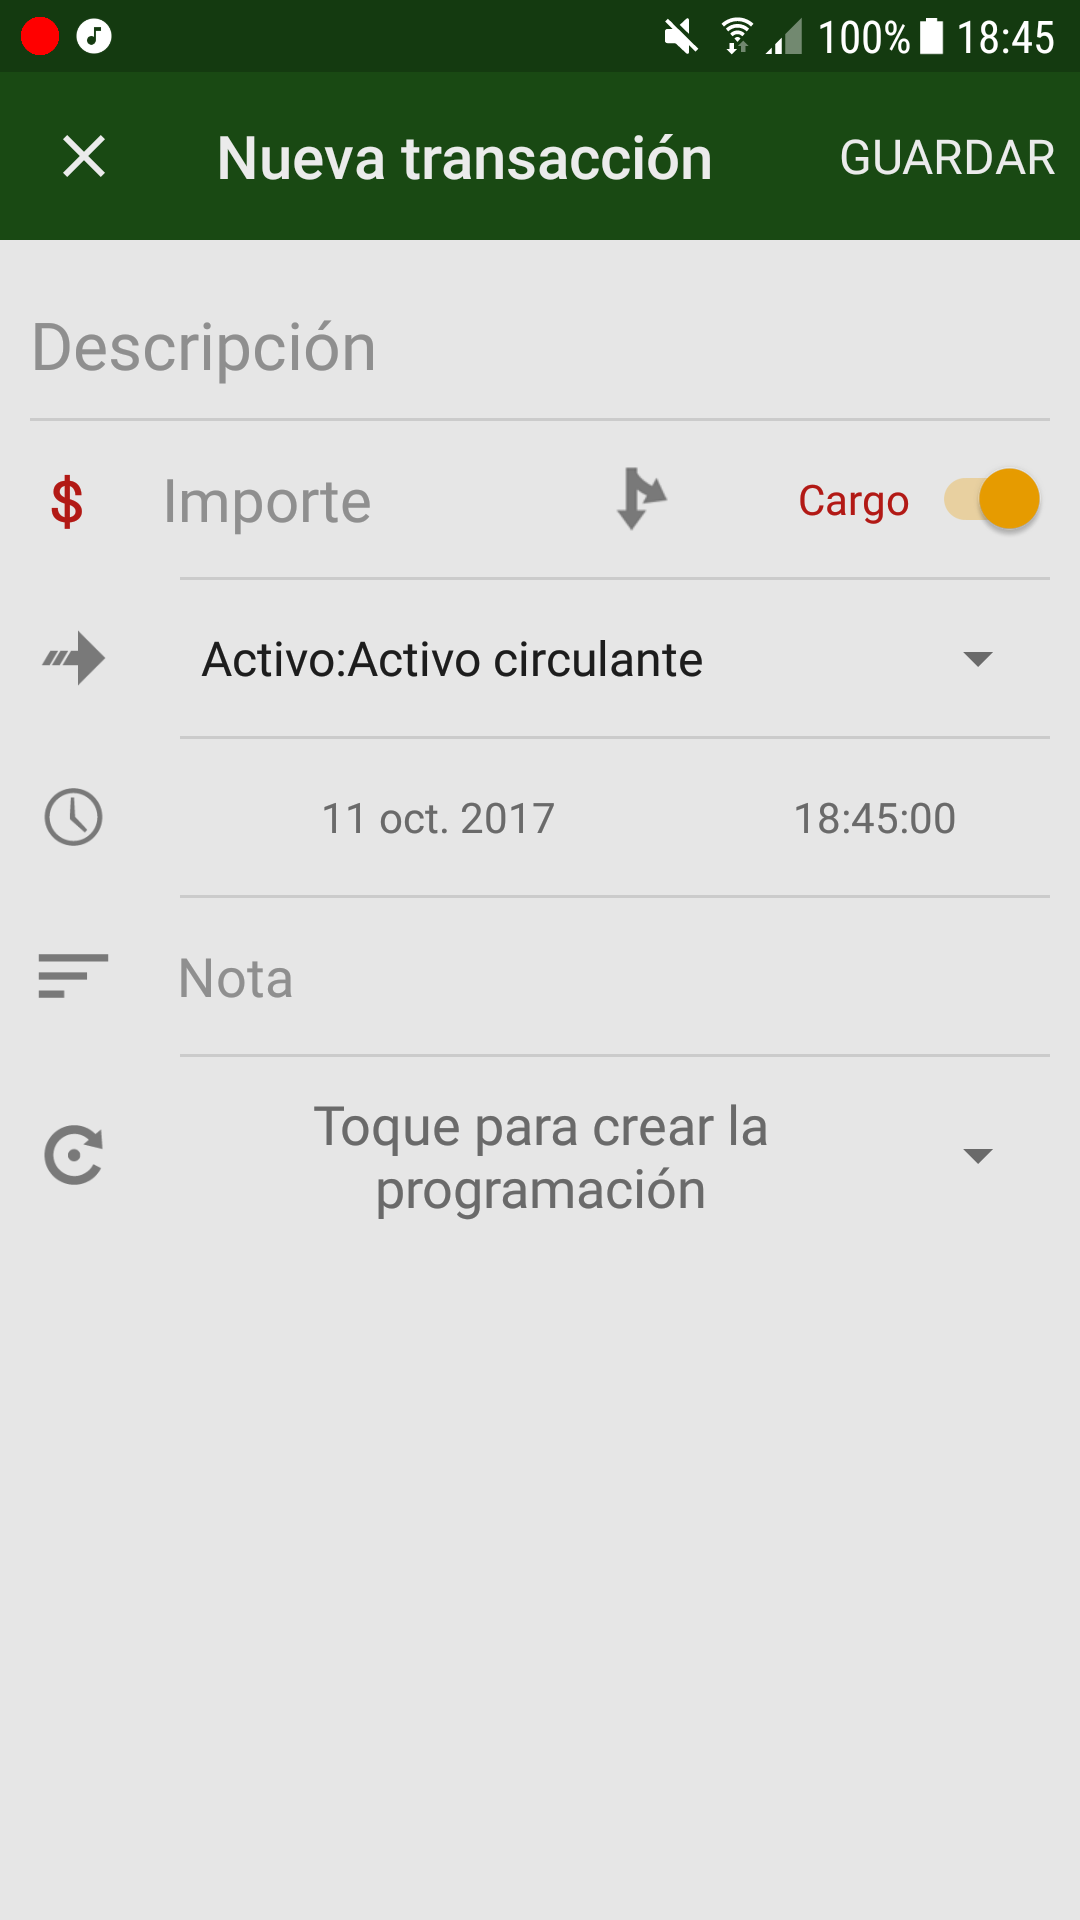 100% 18:45
Nueva transacción GUARDAR
Descripción
$ Importe Cargo
Activo:Activo circulante
11 oct. 2017 18:45:00
Nota
Toque para crear la
programación